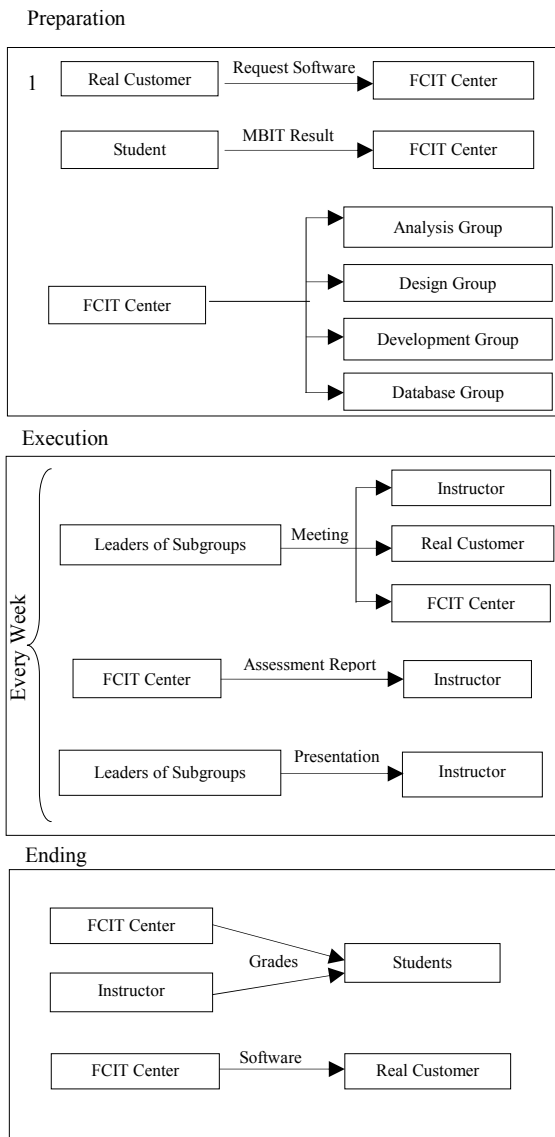 Preparation
1
Real Customer
Request Software
FCIT Center
Student
MBIT Result
FCIT Center
FCIT Center
Analysis Group
Design Group
Development Group
Database Group
Execution
Every Week
Leaders of Subgroups
Meeting
Instructor
Real Customer
FCIT Center
FCIT Center
Assessment Report
Instructor
Leaders of Subgroups
Presentation
Instructor
Ending
FCIT Center
Instructor
Grades
Students
FCIT Center
Software
Real Customer